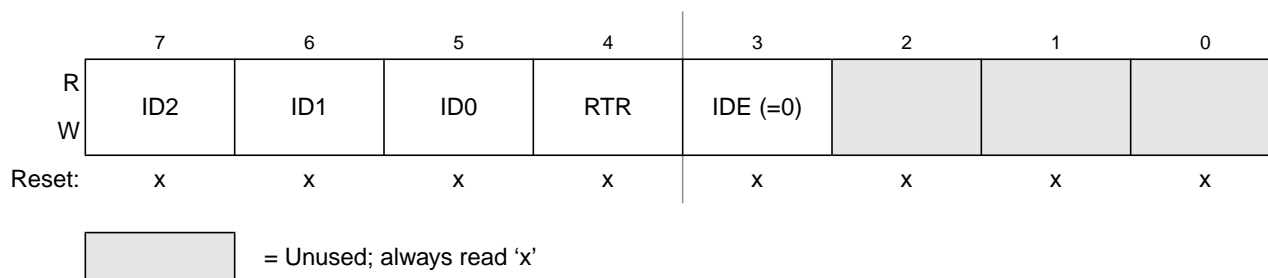 7 6 5 4 3 2 1 0
R
W
ID2 ID1 ID0 RTR IDE (=0)
Reset: x x x x x x x x
= Unused; always read ‘x’